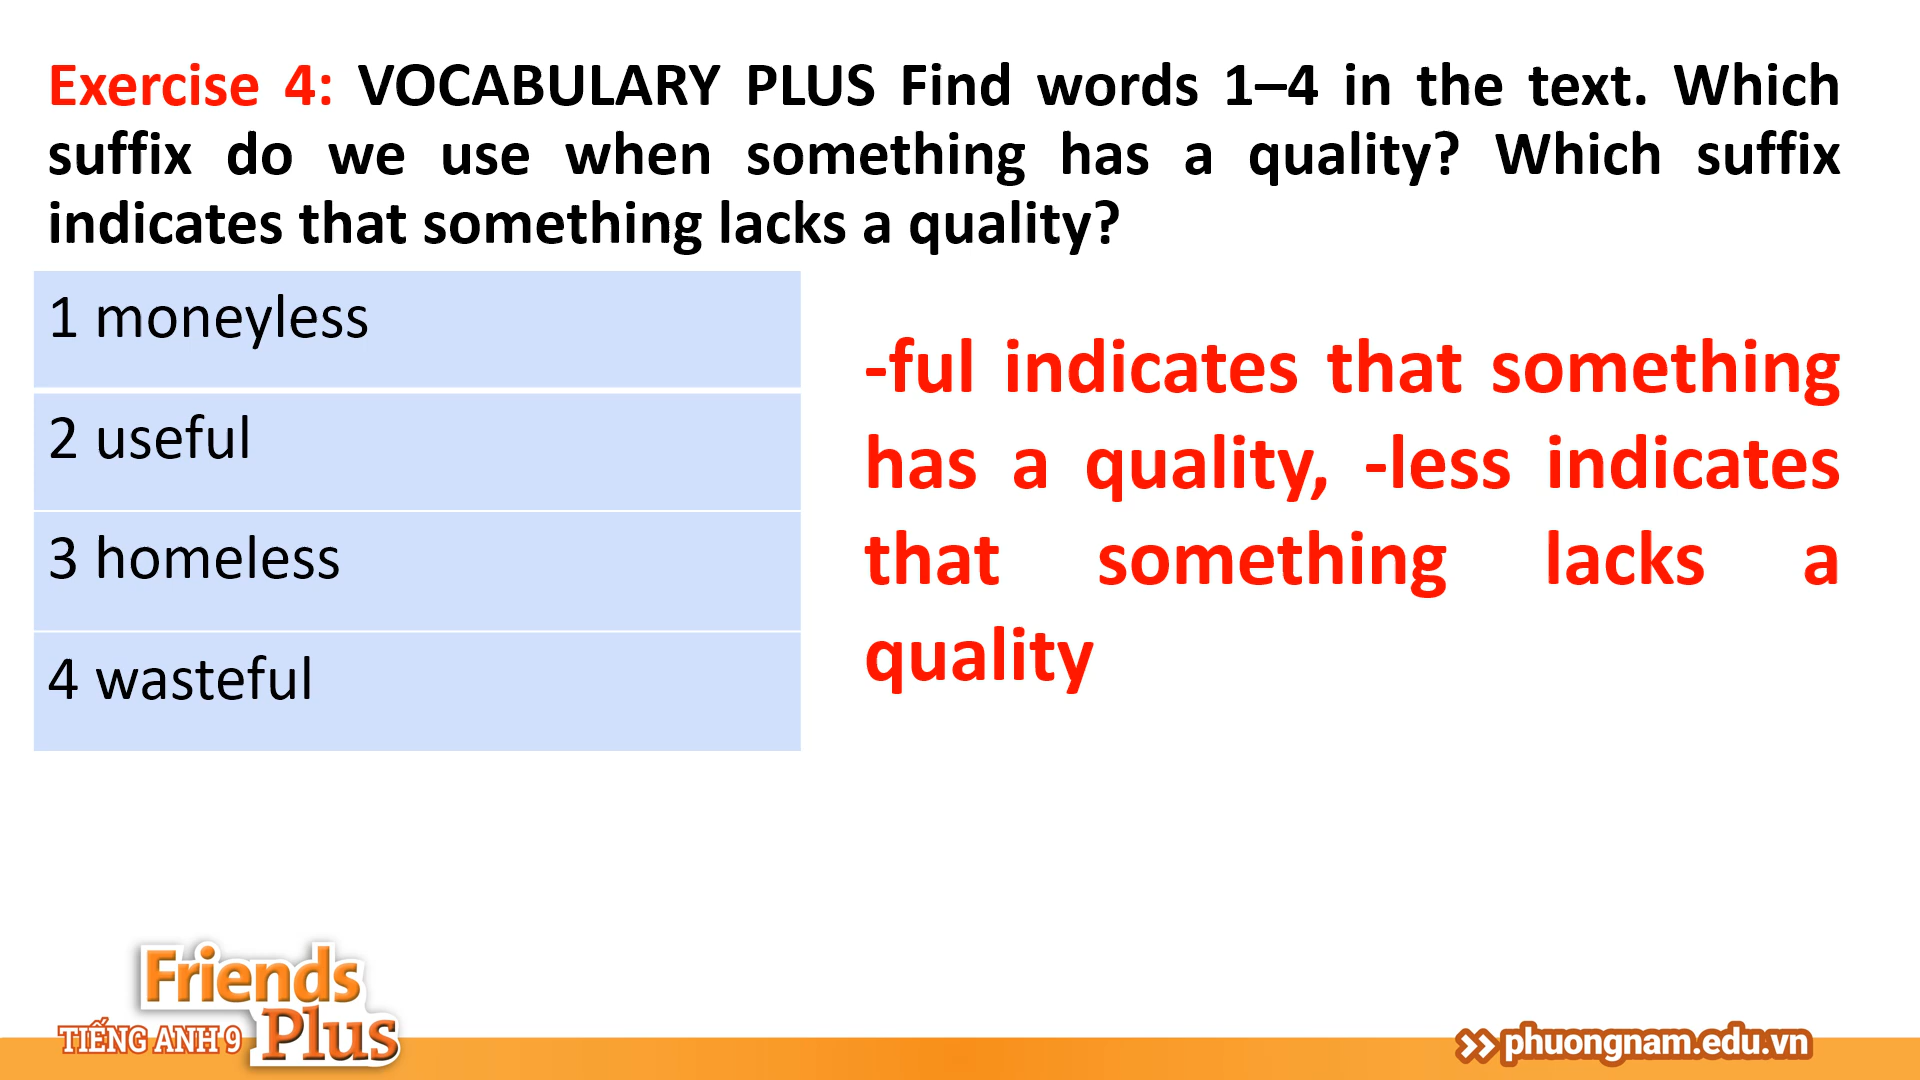 Exercise 4: VOCABULARY PLUS Find words 1–4 in the text. Which
suffix do we use when something has a quality? Which suffix
indicates that something lacks a quality?
1 moneyless
2 useful
3 homeless
4 wasteful
-ful indicates that something
has a quality, -less indicates
that something lacks a
quality
Friends
Plus
TIẾNG ANH 9
phuongnam.edu.vn